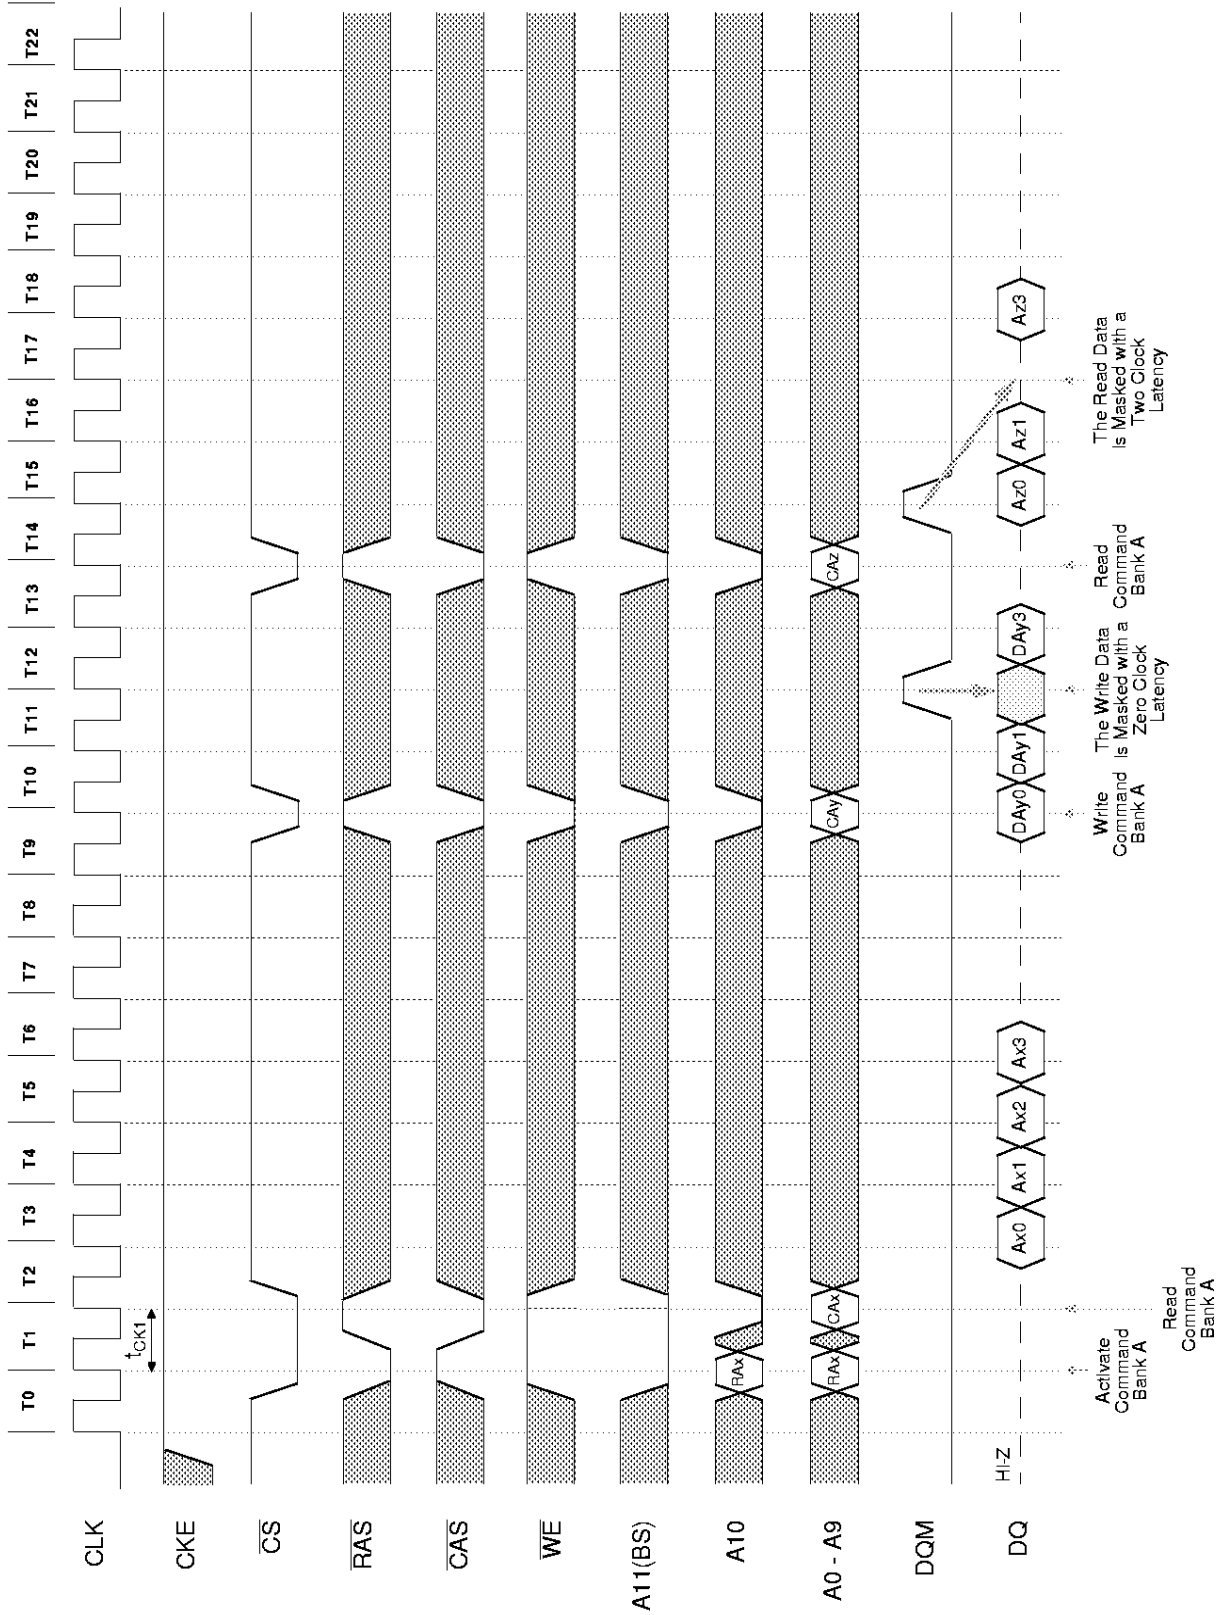 T0 T1 T2 T3 T4 T5 T6 T7 T8 T9 T10 T11 T12 T13 T14 T15 T16 T17 T18 T19 T20 T21 T22
CLK
tCK1
CKE
CS
RAS
CAS
WE
A11(BS)
A10
RAx
A0 - A9
RAx CAx CAy CAz
DQM
DQ
HI-Z
Ax0 Ax1 Ax2 Ax3 DAy0 DAy1 DAy3 Az0 Az1 Az3
Activate
Command
Bank A
Read
Command
Bank A
Write
Command
Bank A
The Write Data
Is Masked with a
Zero Clock
Latency
Read
Command
Bank A
The Read Data
Is Masked with a
Two Clock
Latency